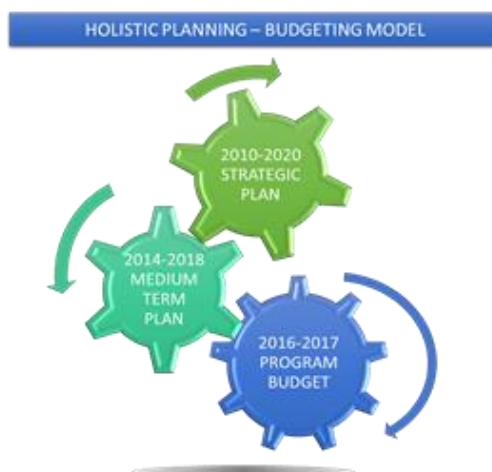 HOLISTIC PLANNING – BUDGETING MODEL
2010-2020
STRATEGIC
PLAN
2014-2018
MEDIUM
TERM
PLAN
2016-2017
PROGRAM
BUDGET